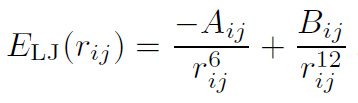 E_LJ(r_ij) = -A_ij / r_ij^6 + B_ij / r_ij^12